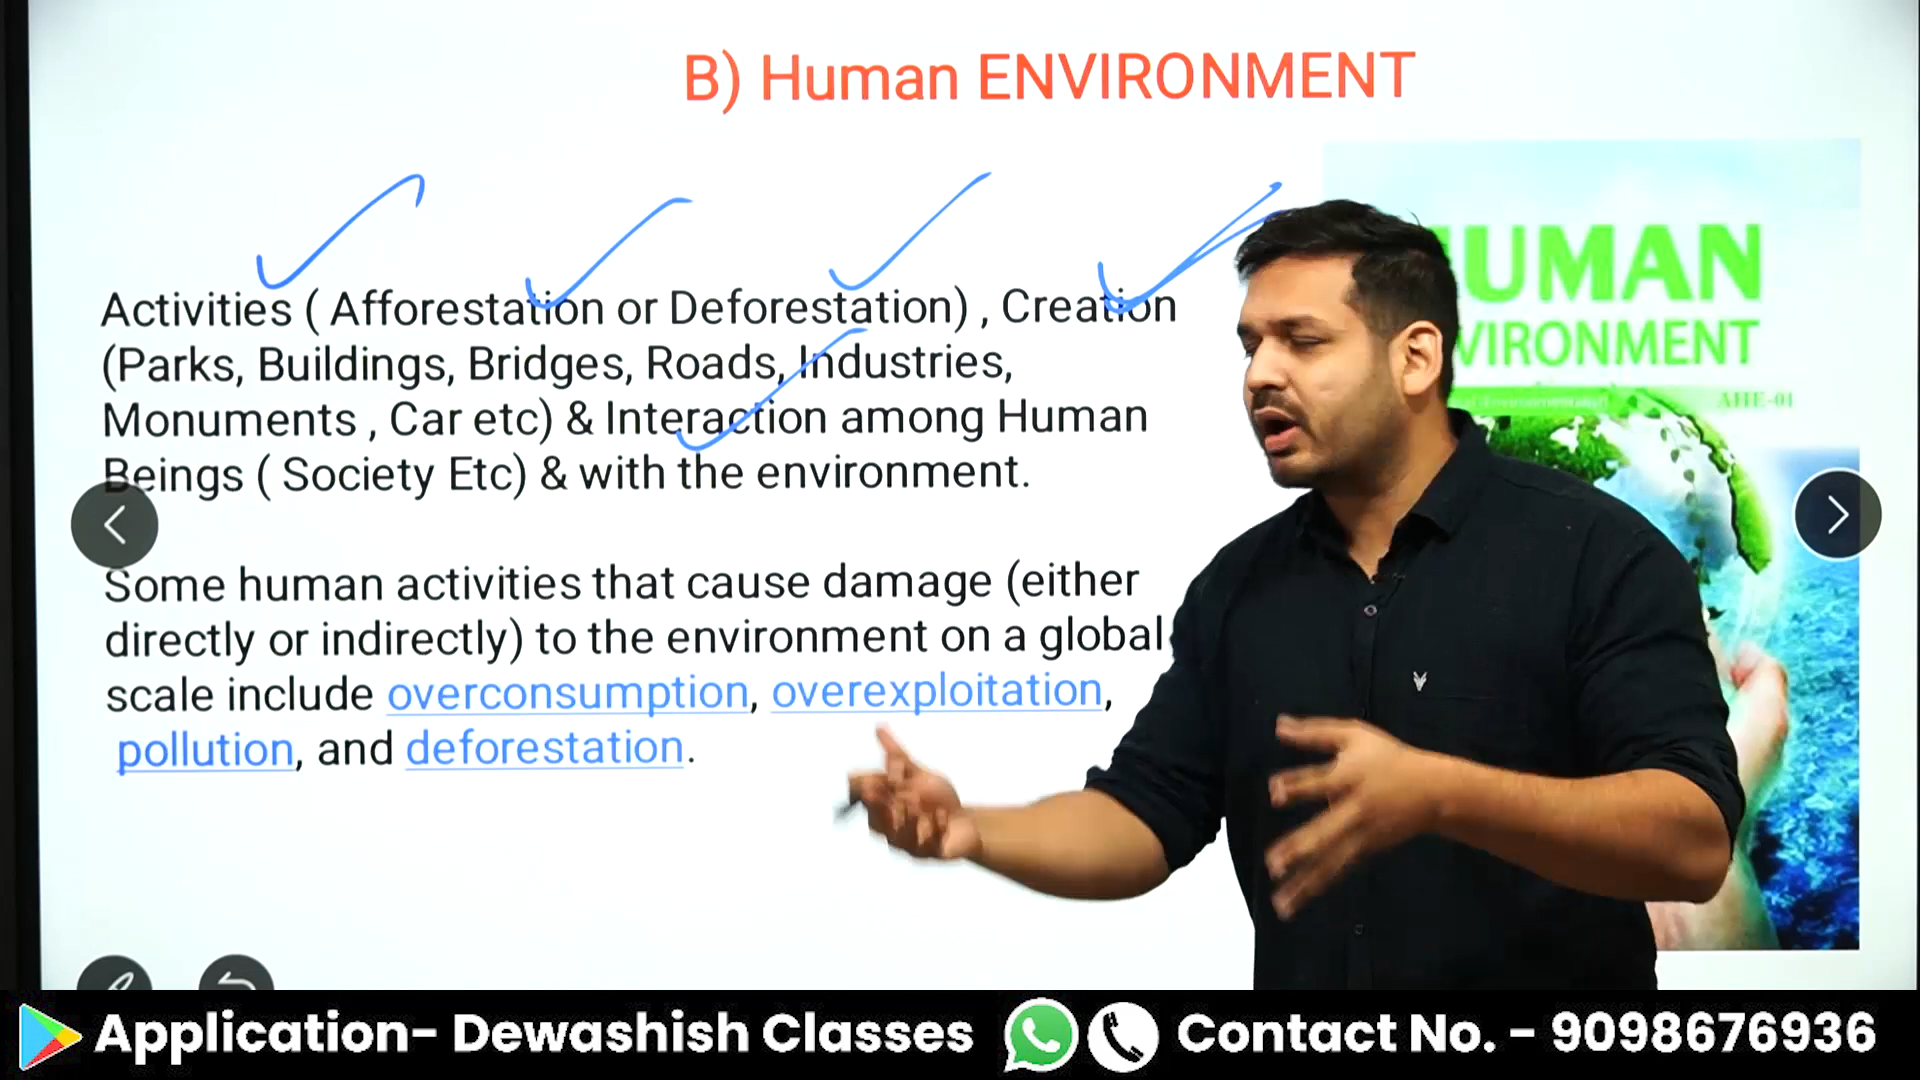 B) Human ENVIRONMENT
Activities ( Afforestation or Deforestation) , Creation
(Parks, Buildings, Bridges, Roads, Industries,
Monuments , Car etc) & Interaction among Human
Beings ( Society Etc) & with the environment.
Some human activities that cause damage (either
directly or indirectly) to the environment on a global
scale include overconsumption, overexploitation,
pollution, and deforestation.
UMAN
VIRONMENT
AHE-01
Application- Dewashish Classes
Contact No. - 9098676936